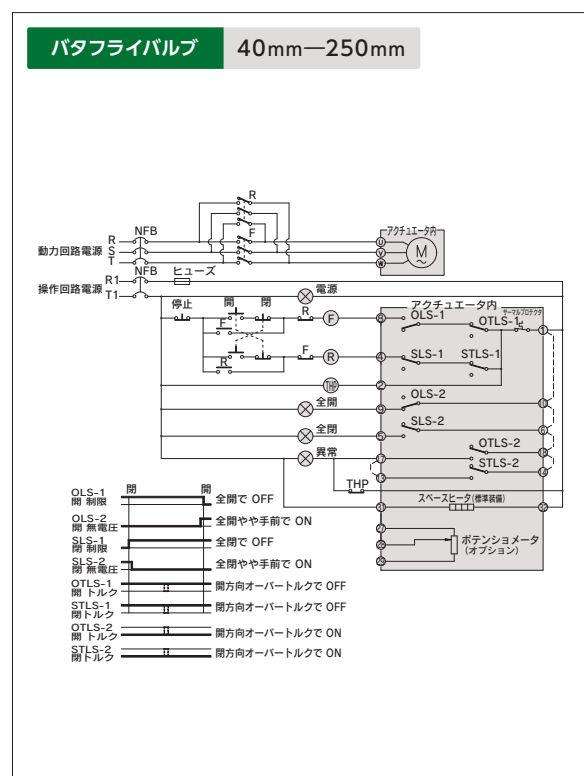 バタフライバルブ 40mm―250mm
R
F
NFB
R
S
T
動力回路電源
アクチュエータ内
U
V
W
M
~
NFB
ヒューズ
R1
T1
操作回路電源
電源
停止 開 閉 R F
F
F R
R
アクチュエータ内
サーマルプロテクタ
8 OLS-1 OTLS-1 1
4 SLS-1 STLS-1
THP 2
全開 9 OLS-2 10
全閉 5 SLS-2 6
異常 17 OTLS-2 18
13 STLS-2 14
THP
31 スペースヒータ(標準装備) 32
27
28 ポテンショメータ
(オプション)
29
閉 開
OLS-1
開 制限 全開で OFF
OLS-2
開 無電圧 全開やや手前で ON
SLS-1
閉 制限 全閉で OFF
SLS-2
閉 無電圧 全閉やや手前で ON
OTLS-1
開 トルク 開方向オーバートルクで OFF
STLS-1
閉トルク 閉方向オーバートルクで OFF
OTLS-2
開 トルク 開方向オーバートルクで ON
STLS-2
閉トルク 閉方向オーバートルクで ON